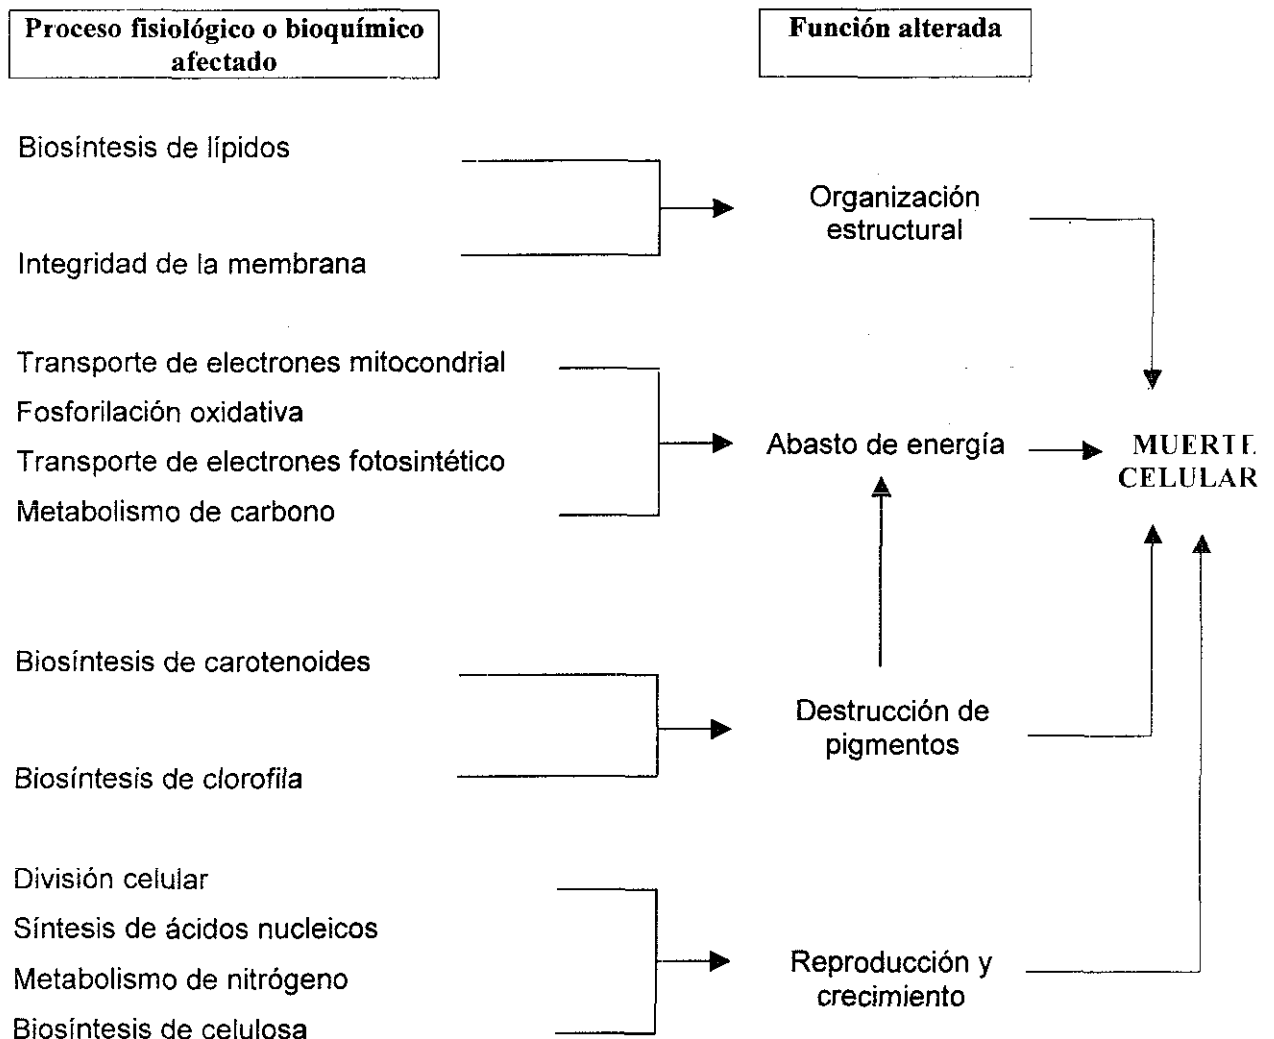 Proceso fisiológico o bioquímico
afectado
Función alterada
Biosíntesis de lípidos
Integridad de la membrana
Organización
estructural
Transporte de electrones mitocondrial
Fosforilación oxidativa
Transporte de electrones fotosintético
Metabolismo de carbono
Abasto de energía
MUERTE
CELULAR
Biosíntesis de carotenoides
Biosíntesis de clorofila
Destrucción de
pigmentos
División celular
Síntesis de ácidos nucleicos
Metabolismo de nitrógeno
Biosíntesis de celulosa
Reproducción y
crecimiento